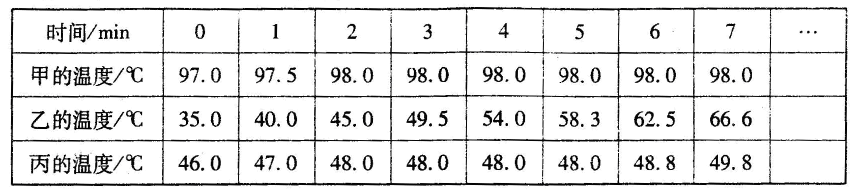 时间/min 0 1 2 3 4 5 6 7 …
甲的温度/℃ 97.0 97.5 98.0 98.0 98.0 98.0 98.0 98.0
乙的温度/℃ 35.0 40.0 45.0 49.5 54.0 58.3 62.5 66.6
丙的温度/℃ 46.0 47.0 48.0 48.0 48.0 48.0 48.8 49.8